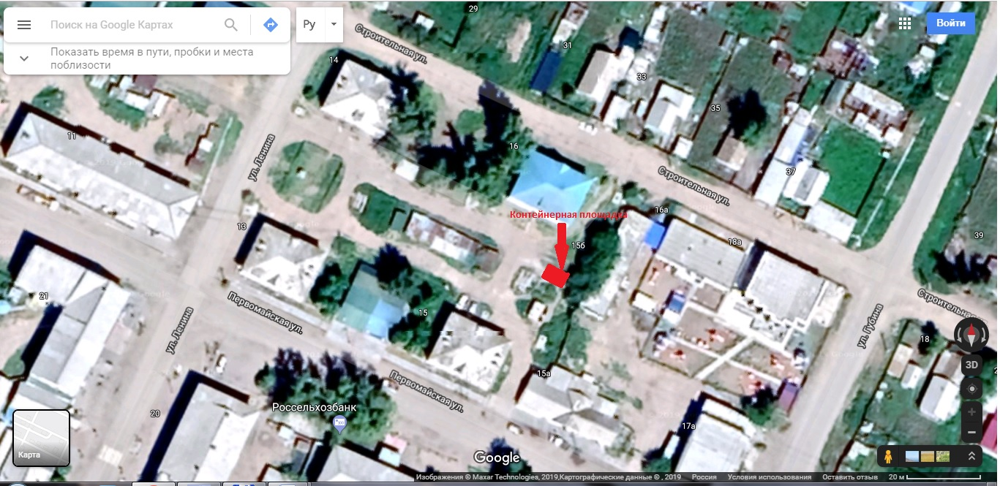 Поиск на Google Картах
Ру
Показать время в пути, пробки и места
поблизости
Войти
29
Строительная ул.
31
14
33
35
11
ул. Ленина
16
37
Строительная ул.
Контейнерная площадка
16а
13
15б
18а
39
21
Первомайская ул.
15
ул. Ленина
Строительная
ул. Губина
18
3D
15а
Первомайская ул.
Россельхозбанк
20
17а
Карта
Google
Изображения © Maxar Technologies, 2019,Картографические данные © , 2019 Россия Условия использования Оставить отзыв 20 м